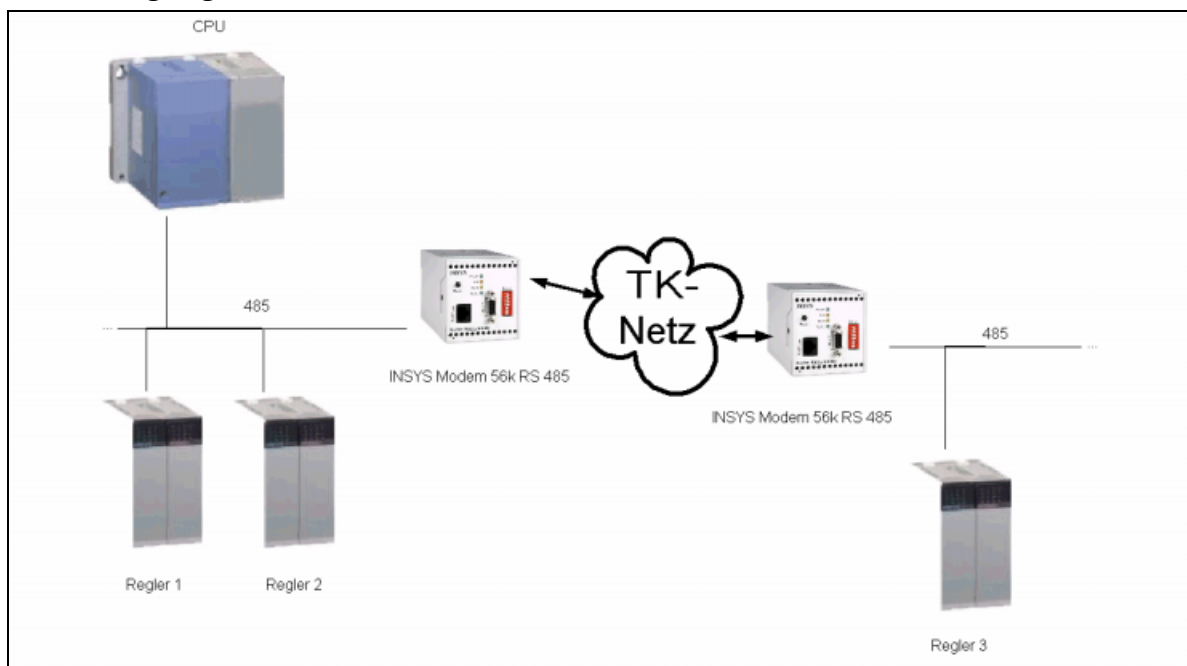 CPU
485
TK-
Netz
INSYS Modem 56k RS 485
485
INSYS Modem 56k RS 485
Regler 1
Regler 2
Regler 3